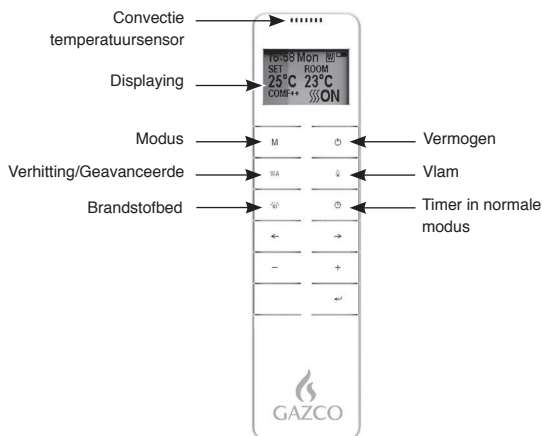 Convectie
temperatuursensor
16:58 Mon W
SET ROOM
25°C 23°C
COMF++ ON
Displaying
Modus
M
Vermogen
Verhitting/Geavanceerde
A
Vlam
Brandstofbed
Timer in normale
modus
← →
− +
↵
GAZCO